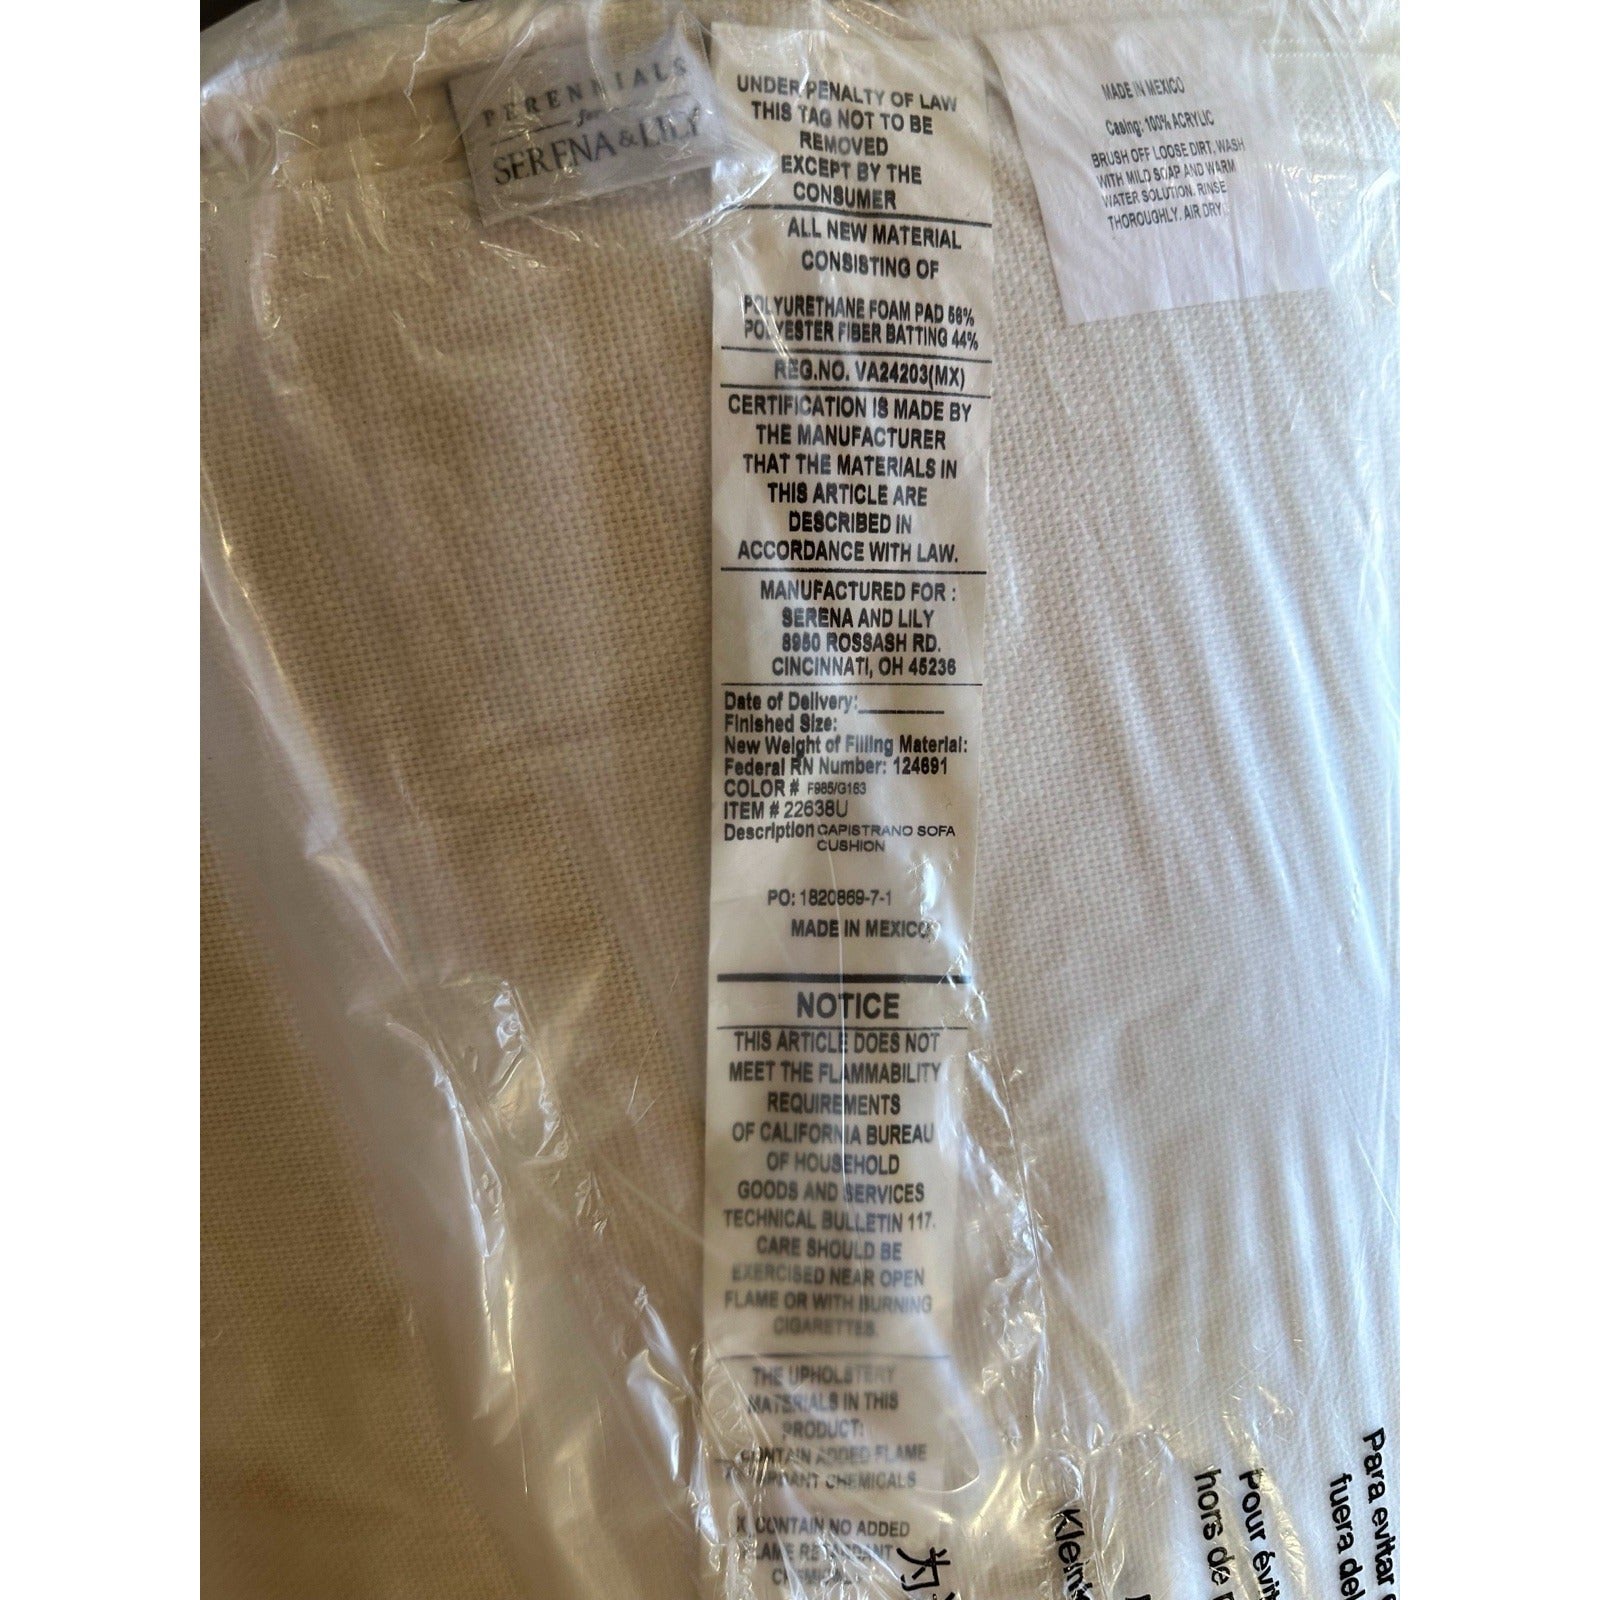 PERENNIALS
for
SERENA & LILY
UNDER PENALTY OF LAW
THIS TAG NOT TO BE
REMOVED
EXCEPT BY THE
CONSUMER
ALL NEW MATERIAL
CONSISTING OF
POLYURETHANE FOAM PAD 56%
POLYESTER FIBER BATTING 44%
REG.NO. VA24203(MX)
CERTIFICATION IS MADE BY
THE MANUFACTURER
THAT THE MATERIALS IN
THIS ARTICLE ARE
DESCRIBED IN
ACCORDANCE WITH LAW.
MANUFACTURED FOR :
SERENA AND LILY
8950 ROSSASH RD.
CINCINNATI, OH 45236
Date of Delivery:________
Finished Size:
New Weight of Filling Material:
Federal RN Number: 124691
COLOR # F985/G163
ITEM # 22638U
Description CAPISTRANO SOFA
CUSHION
PO: 1820869-7-1
MADE IN MEXICO
NOTICE
THIS ARTICLE DOES NOT
MEET THE FLAMMABILITY
REQUIREMENTS
OF CALIFORNIA BUREAU
OF HOUSEHOLD
GOODS AND SERVICES
TECHNICAL BULLETIN 117.
CARE SHOULD BE
EXERCISED NEAR OPEN
FLAME OR WITH BURNING
CIGARETTES.
THE UPHOLSTERY
MATERIALS IN THIS
PRODUCT:
CONTAIN ADDED FLAME
RETARDANT CHEMICALS
X CONTAIN NO ADDED
FLAME RETARDANT
CHEMICALS
MADE IN MEXICO
Casing: 100% ACRYLIC
BRUSH OFF LOOSE DIRT, WASH
WITH MILD SOAP AND WARM
WATER SOLUTION. RINSE
THOROUGHLY. AIR DRY
Para evitar
fuera del
Pour évit
hors de
Klein
为